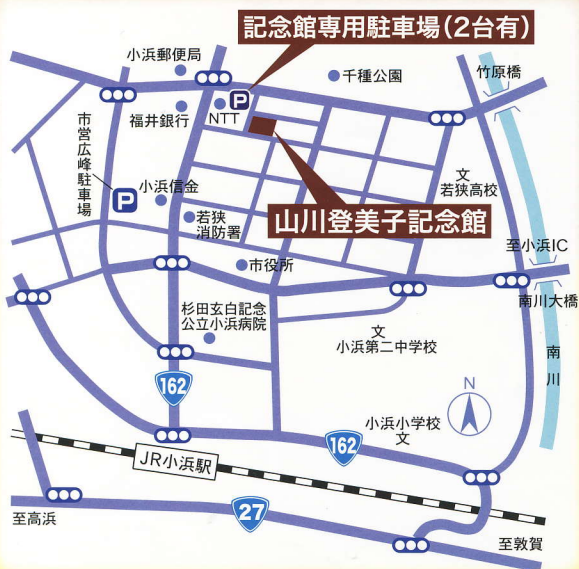 記念館専用駐車場(2台有)
小浜郵便局
千種公園
竹原橋
P
福井銀行
NTT
市営広峰駐車場
文
若狭高校
P
小浜信金
若狭
消防署
山川登美子記念館
至小浜IC
市役所
南川大橋
杉田玄白記念
公立小浜病院
文
小浜第二中学校
南川
162
N
小浜小学校
文
162
JR小浜駅
27
至高浜
至敦賀